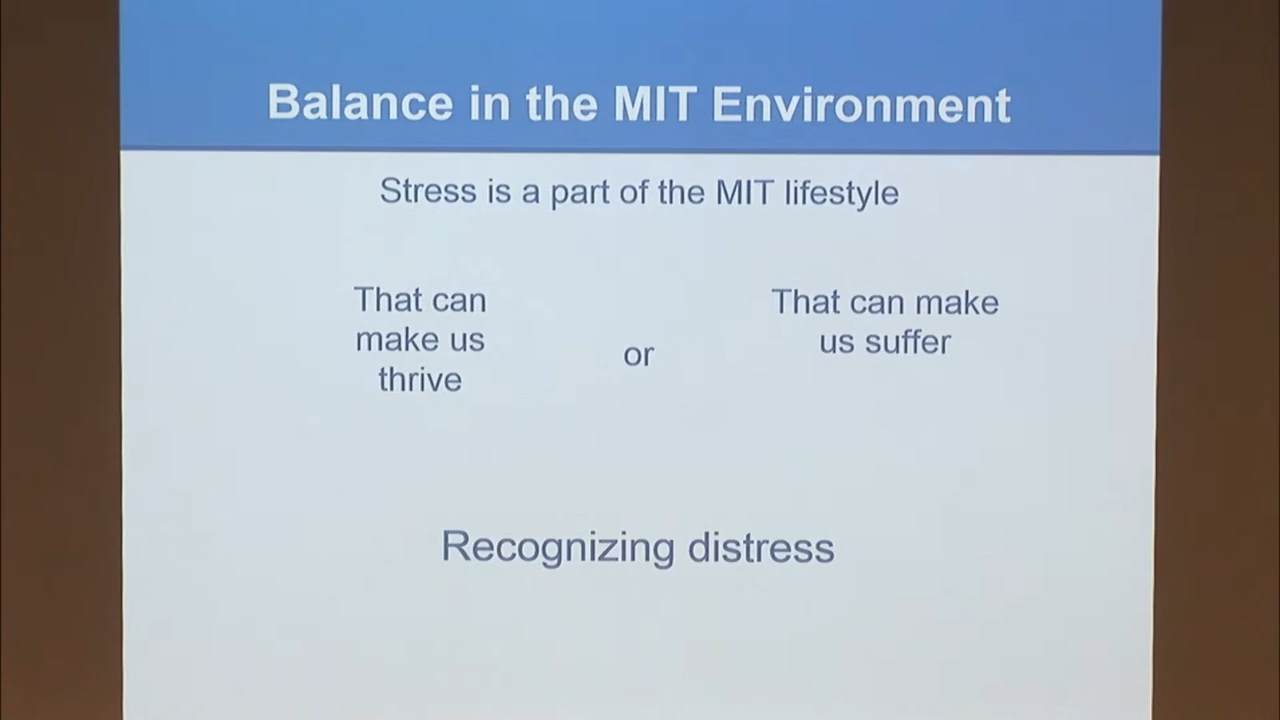 Balance in the MIT Environment
Stress is a part of the MIT lifestyle
That can
make us
thrive
or
That can make
us suffer
Recognizing distress